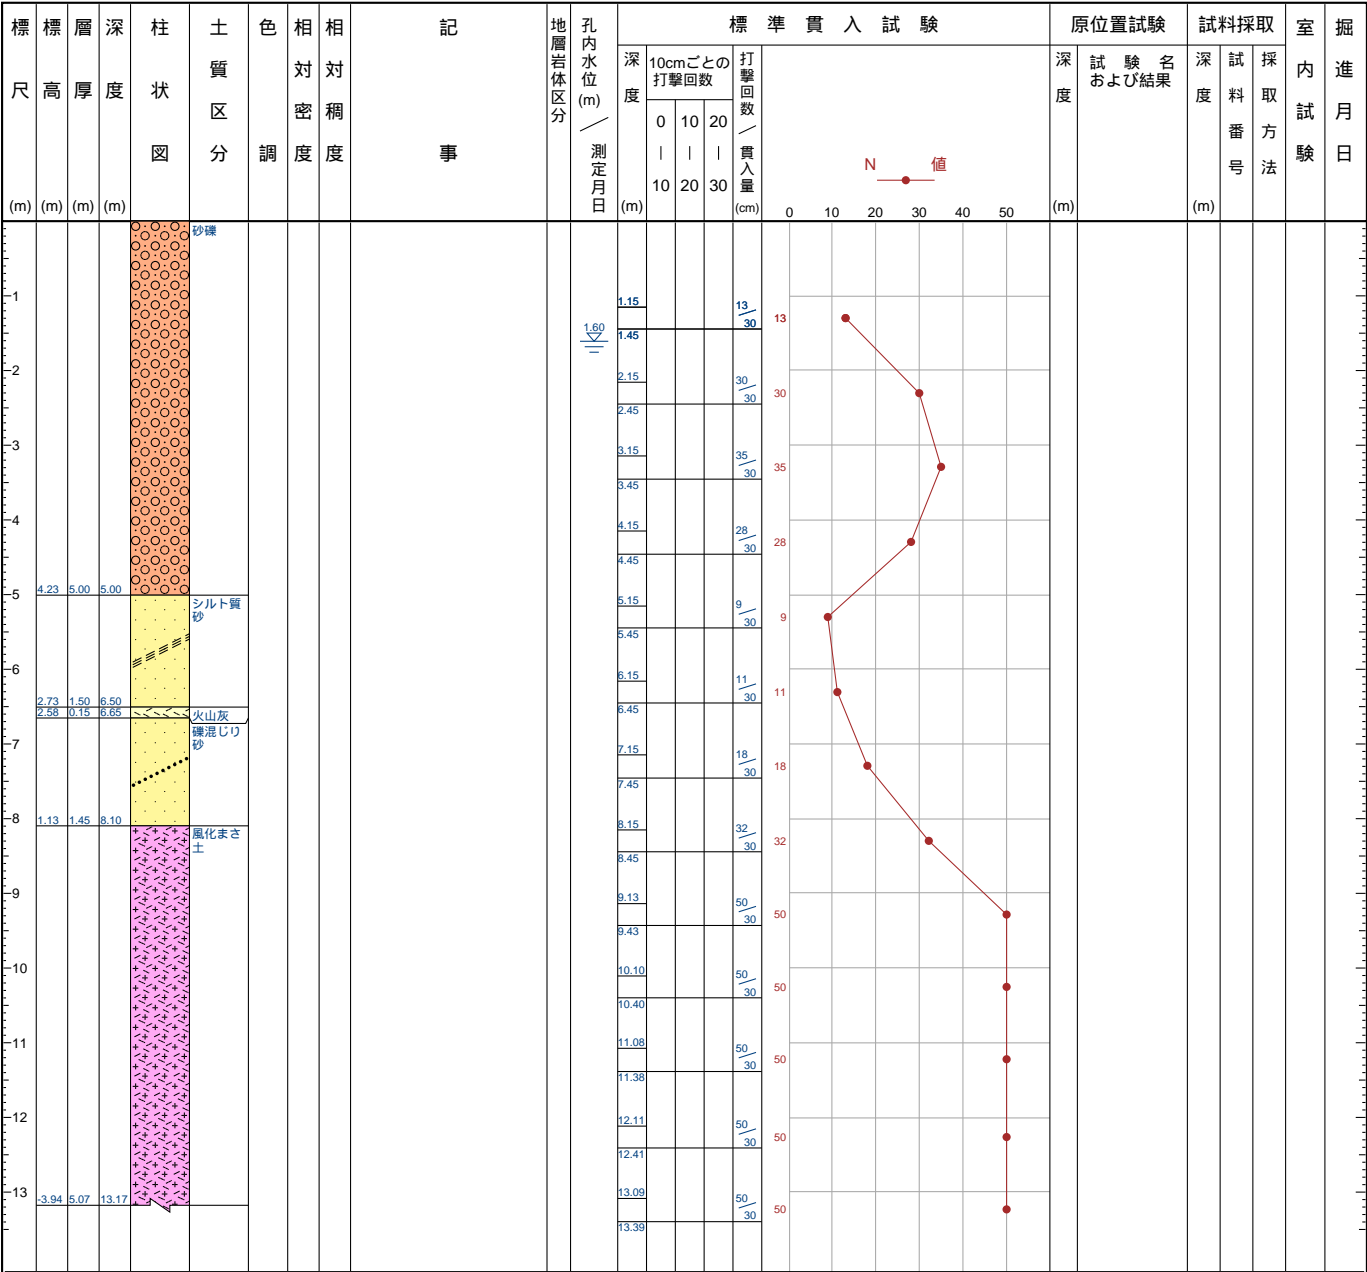 標尺(m)
標高(m)
層厚(m)
深度(m)
柱状図
土質区分
色調
相対密度
相対稠度
記事
地層岩体区分
孔内水位(m)／測定月日
標準貫入試験
深度(m)
10cmごとの
打撃回数
0｜10
10｜20
20｜30
打撃回数／貫入量(cm)
N 値
0 10 20 30 40 50
原位置試験
深度(m)
試験名
および結果
試料採取
深度(m)
試料番号
採取方法
室内試験
掘進月日
砂礫
1
1.15
13/30
13
1.60
1.45
2
2.15
30/30
30
2.45
3
3.15
35/30
35
3.45
4
4.15
28/30
28
4.45
4.23 5.00 5.00
5
シルト質
砂
5.15
9/30
9
5.45
6
6.15
11/30
11
6.45
2.73 1.50 6.50
2.58 0.15 6.65
火山灰
礫混じり
砂
7
7.15
18/30
18
7.45
8
1.13 1.45 8.10
風化まさ
土
8.15
32/30
32
8.45
9
9.13
50/30
50
9.43
10
10.10
50/30
50
10.40
11
11.08
50/30
50
11.38
12
12.11
50/30
50
12.41
13
-3.94 5.07 13.17
13.09
50/30
50
13.39